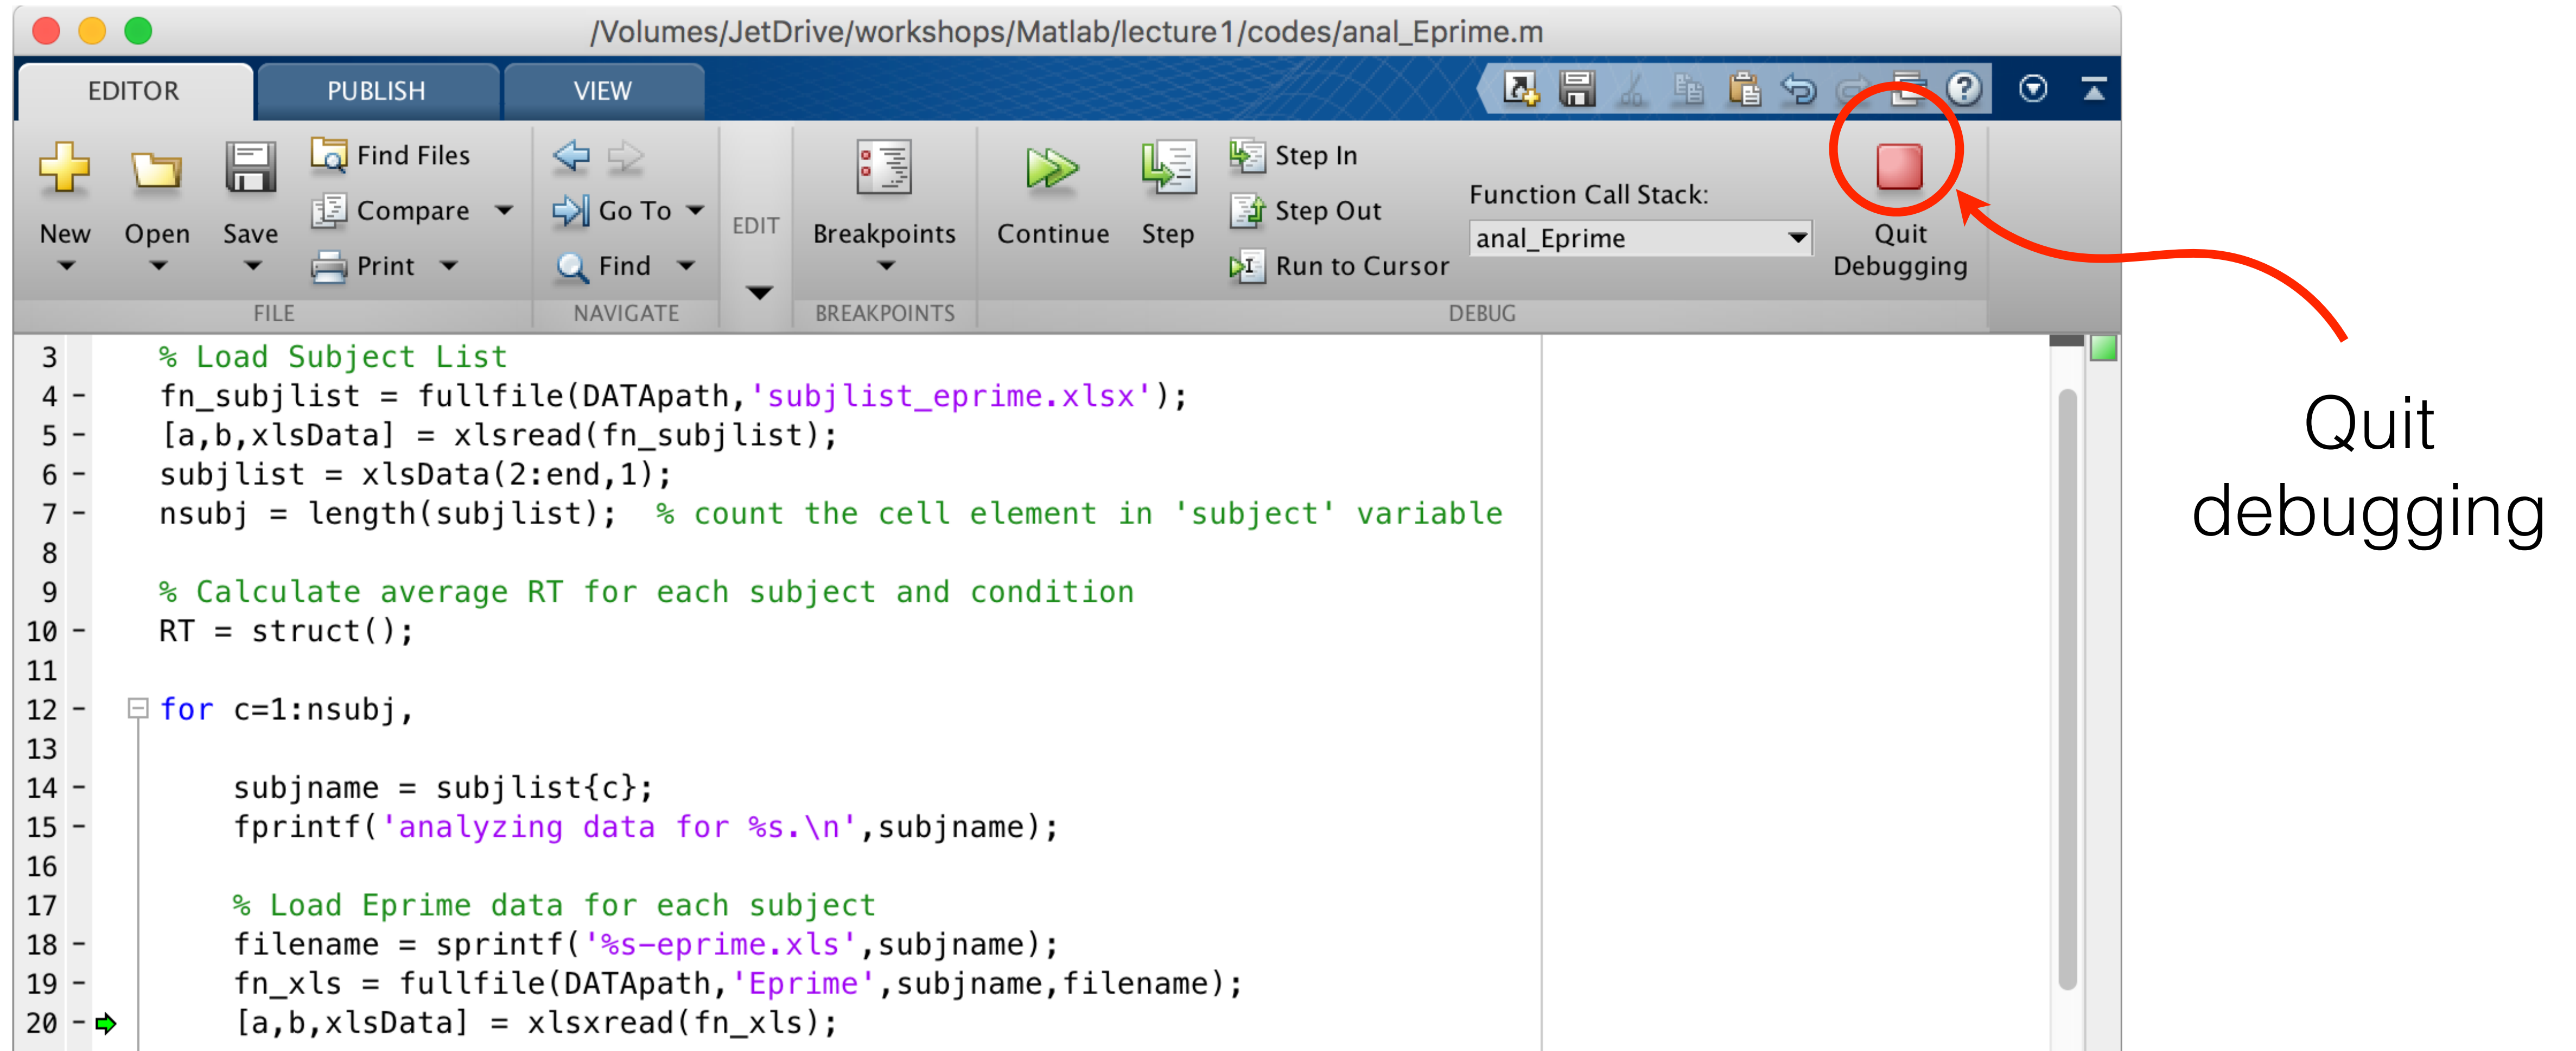 /Volumes/JetDrive/workshops/Matlab/lecture1/codes/anal_Eprime.m
EDITOR PUBLISH VIEW
New
Open
Save
Find Files
Compare
Print
FILE
Go To
Find
NAVIGATE
EDIT
Breakpoints
BREAKPOINTS
Continue
Step
Step In
Step Out
Run to Cursor
Function Call Stack:
anal_Eprime
Quit
Debugging
DEBUG
Quit
debugging
3 % Load Subject List
4 - fn_subjlist = fullfile(DATApath,'subjlist_eprime.xlsx');
5 - [a,b,xlsData] = xlsread(fn_subjlist);
6 - subjlist = xlsData(2:end,1);
7 - nsubj = length(subjlist);  % count the cell element in 'subject' variable
8
9 % Calculate average RT for each subject and condition
10 - RT = struct();
11
12 - for c=1:nsubj,
13
14 - subjname = subjlist{c};
15 - fprintf('analyzing data for %s.\n',subjname);
16
17 % Load Eprime data for each subject
18 - filename = sprintf('%s-eprime.xls',subjname);
19 - fn_xls = fullfile(DATApath,'Eprime',subjname,filename);
20 - [a,b,xlsData] = xlsxread(fn_xls);